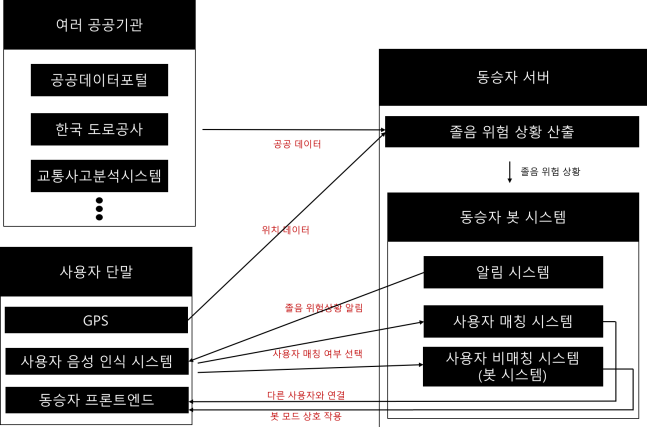 여러 공공기관
공공데이터포털
한국 도로공사
교통사고분석시스템
공공 데이터
위치 데이터
동승자 서버
졸음 위험 상황 산출
졸음 위험 상황
동승자 봇 시스템
알림 시스템
사용자 매칭 시스템
사용자 비매칭 시스템
(봇 시스템)
사용자 단말
GPS
사용자 음성 인식 시스템
동승자 프론트엔드
졸음 위험상황 알림
사용자 매칭 여부 선택
다른 사용자와 연결
봇 모드 상호 작용